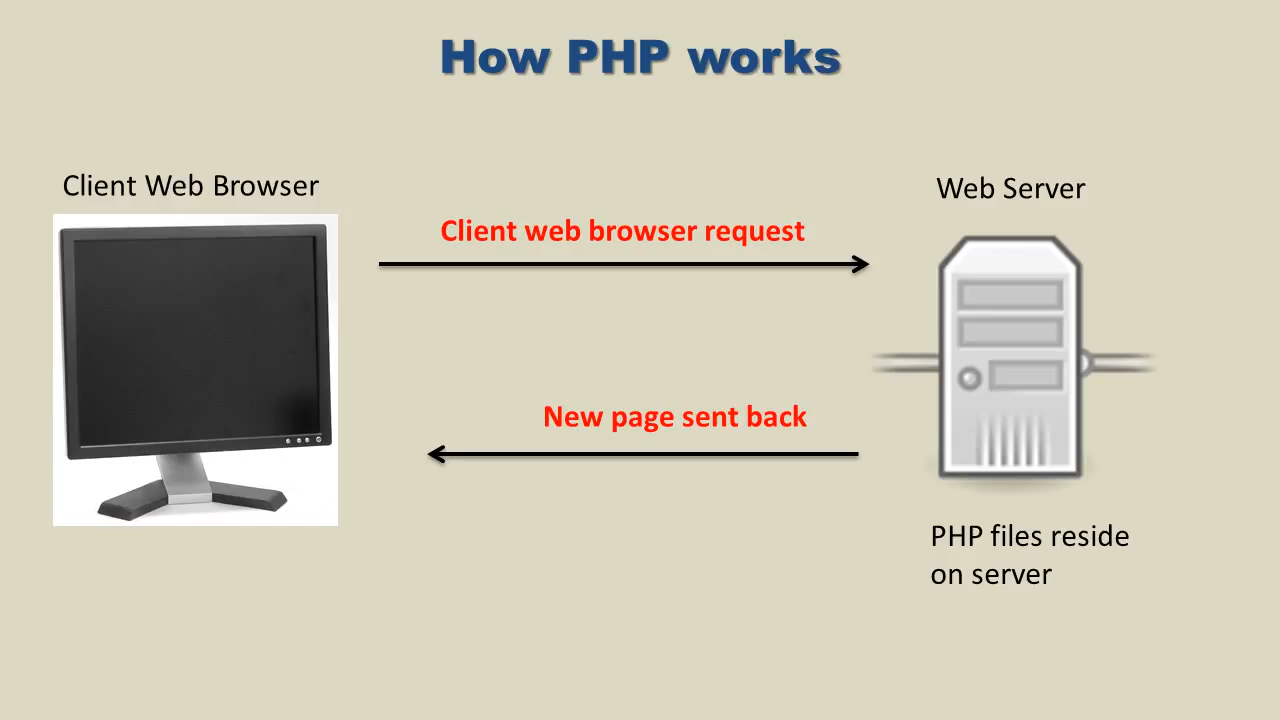 How PHP works
Client Web Browser
Web Server
Client web browser request
New page sent back
PHP files reside
on server